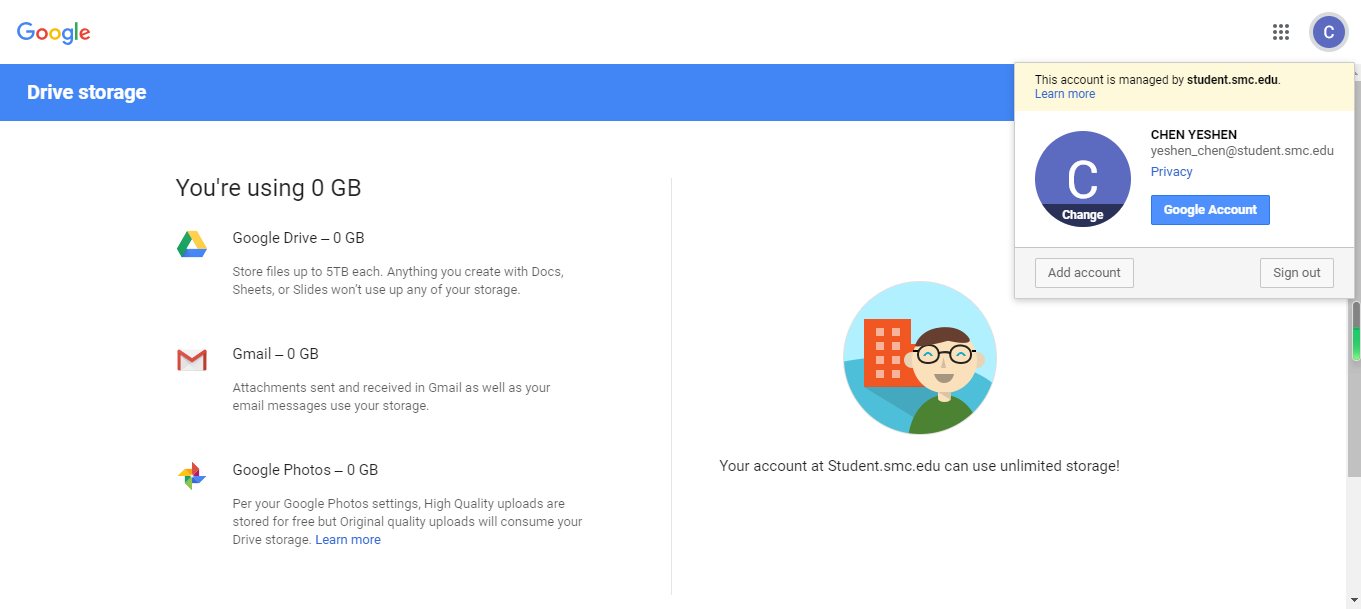 Google
C
Drive storage
This account is managed by student.smc.edu.
Learn more
C
Change
CHEN YESHEN
yeshen_chen@student.smc.edu
Privacy
Google Account
Add account
Sign out
You're using 0 GB
Google Drive – 0 GB
Store files up to 5TB each. Anything you create with Docs,
Sheets, or Slides won’t use up any of your storage.
Gmail – 0 GB
Attachments sent and received in Gmail as well as your
email messages use your storage.
Google Photos – 0 GB
Per your Google Photos settings, High Quality uploads are
stored for free but Original quality uploads will consume your
Drive storage. Learn more
Your account at Student.smc.edu can use unlimited storage!